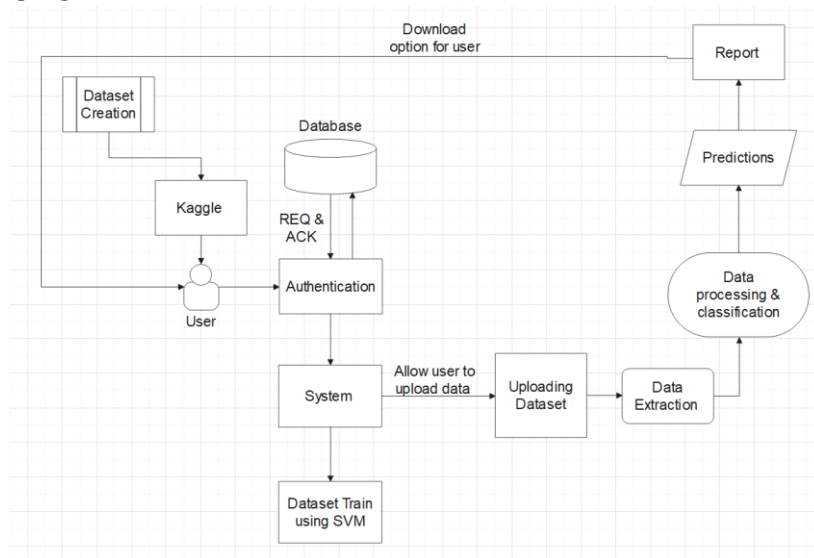 Download
option for user
Report
Dataset
Creation
Database
Predictions
Kaggle
REQ &
ACK
Authentication
User
Data
processing &
classification
System
Allow user to
upload data
Uploading
Dataset
Data
Extraction
Dataset Train
using SVM